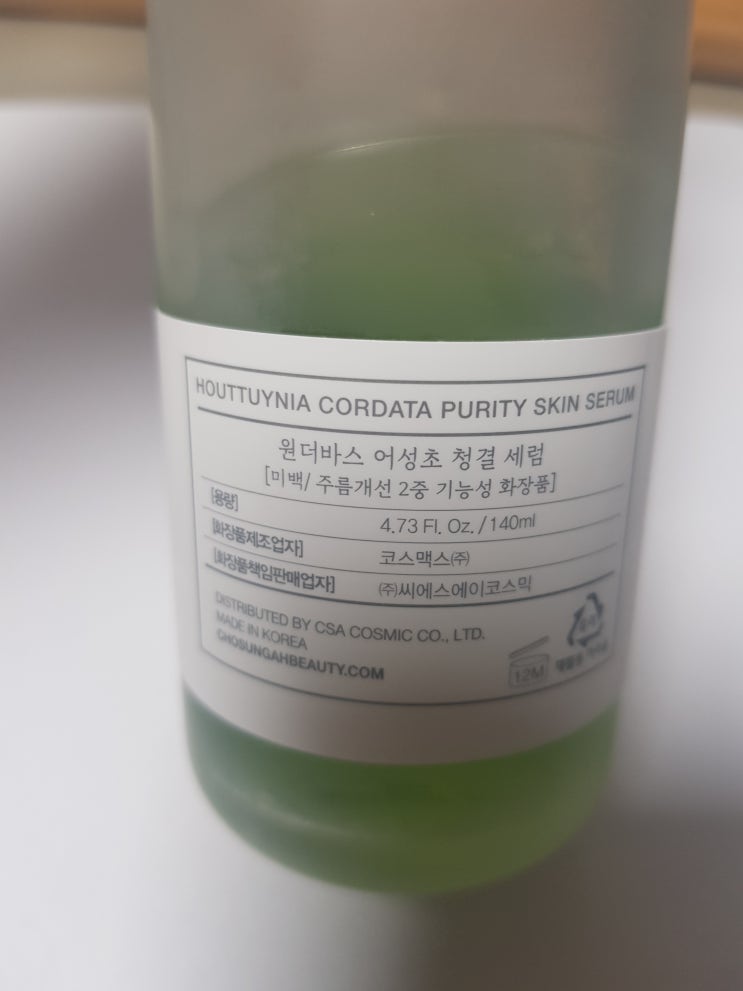 HOUTTUYNIA CORDATA PURITY SKIN SERUM
원더바스 어성초 청결 세럼
[미백/ 주름개선 2중 기능성 화장품]
[용량] 4.73 Fl. Oz. / 140ml
[화장품제조업자] 코스맥스㈜
[화장품책임판매업자] ㈜씨에스에이코스믹
DISTRIBUTED BY CSA COSMIC CO., LTD.
MADE IN KOREA
CHOSUNGAHBEAUTY.COM
12M